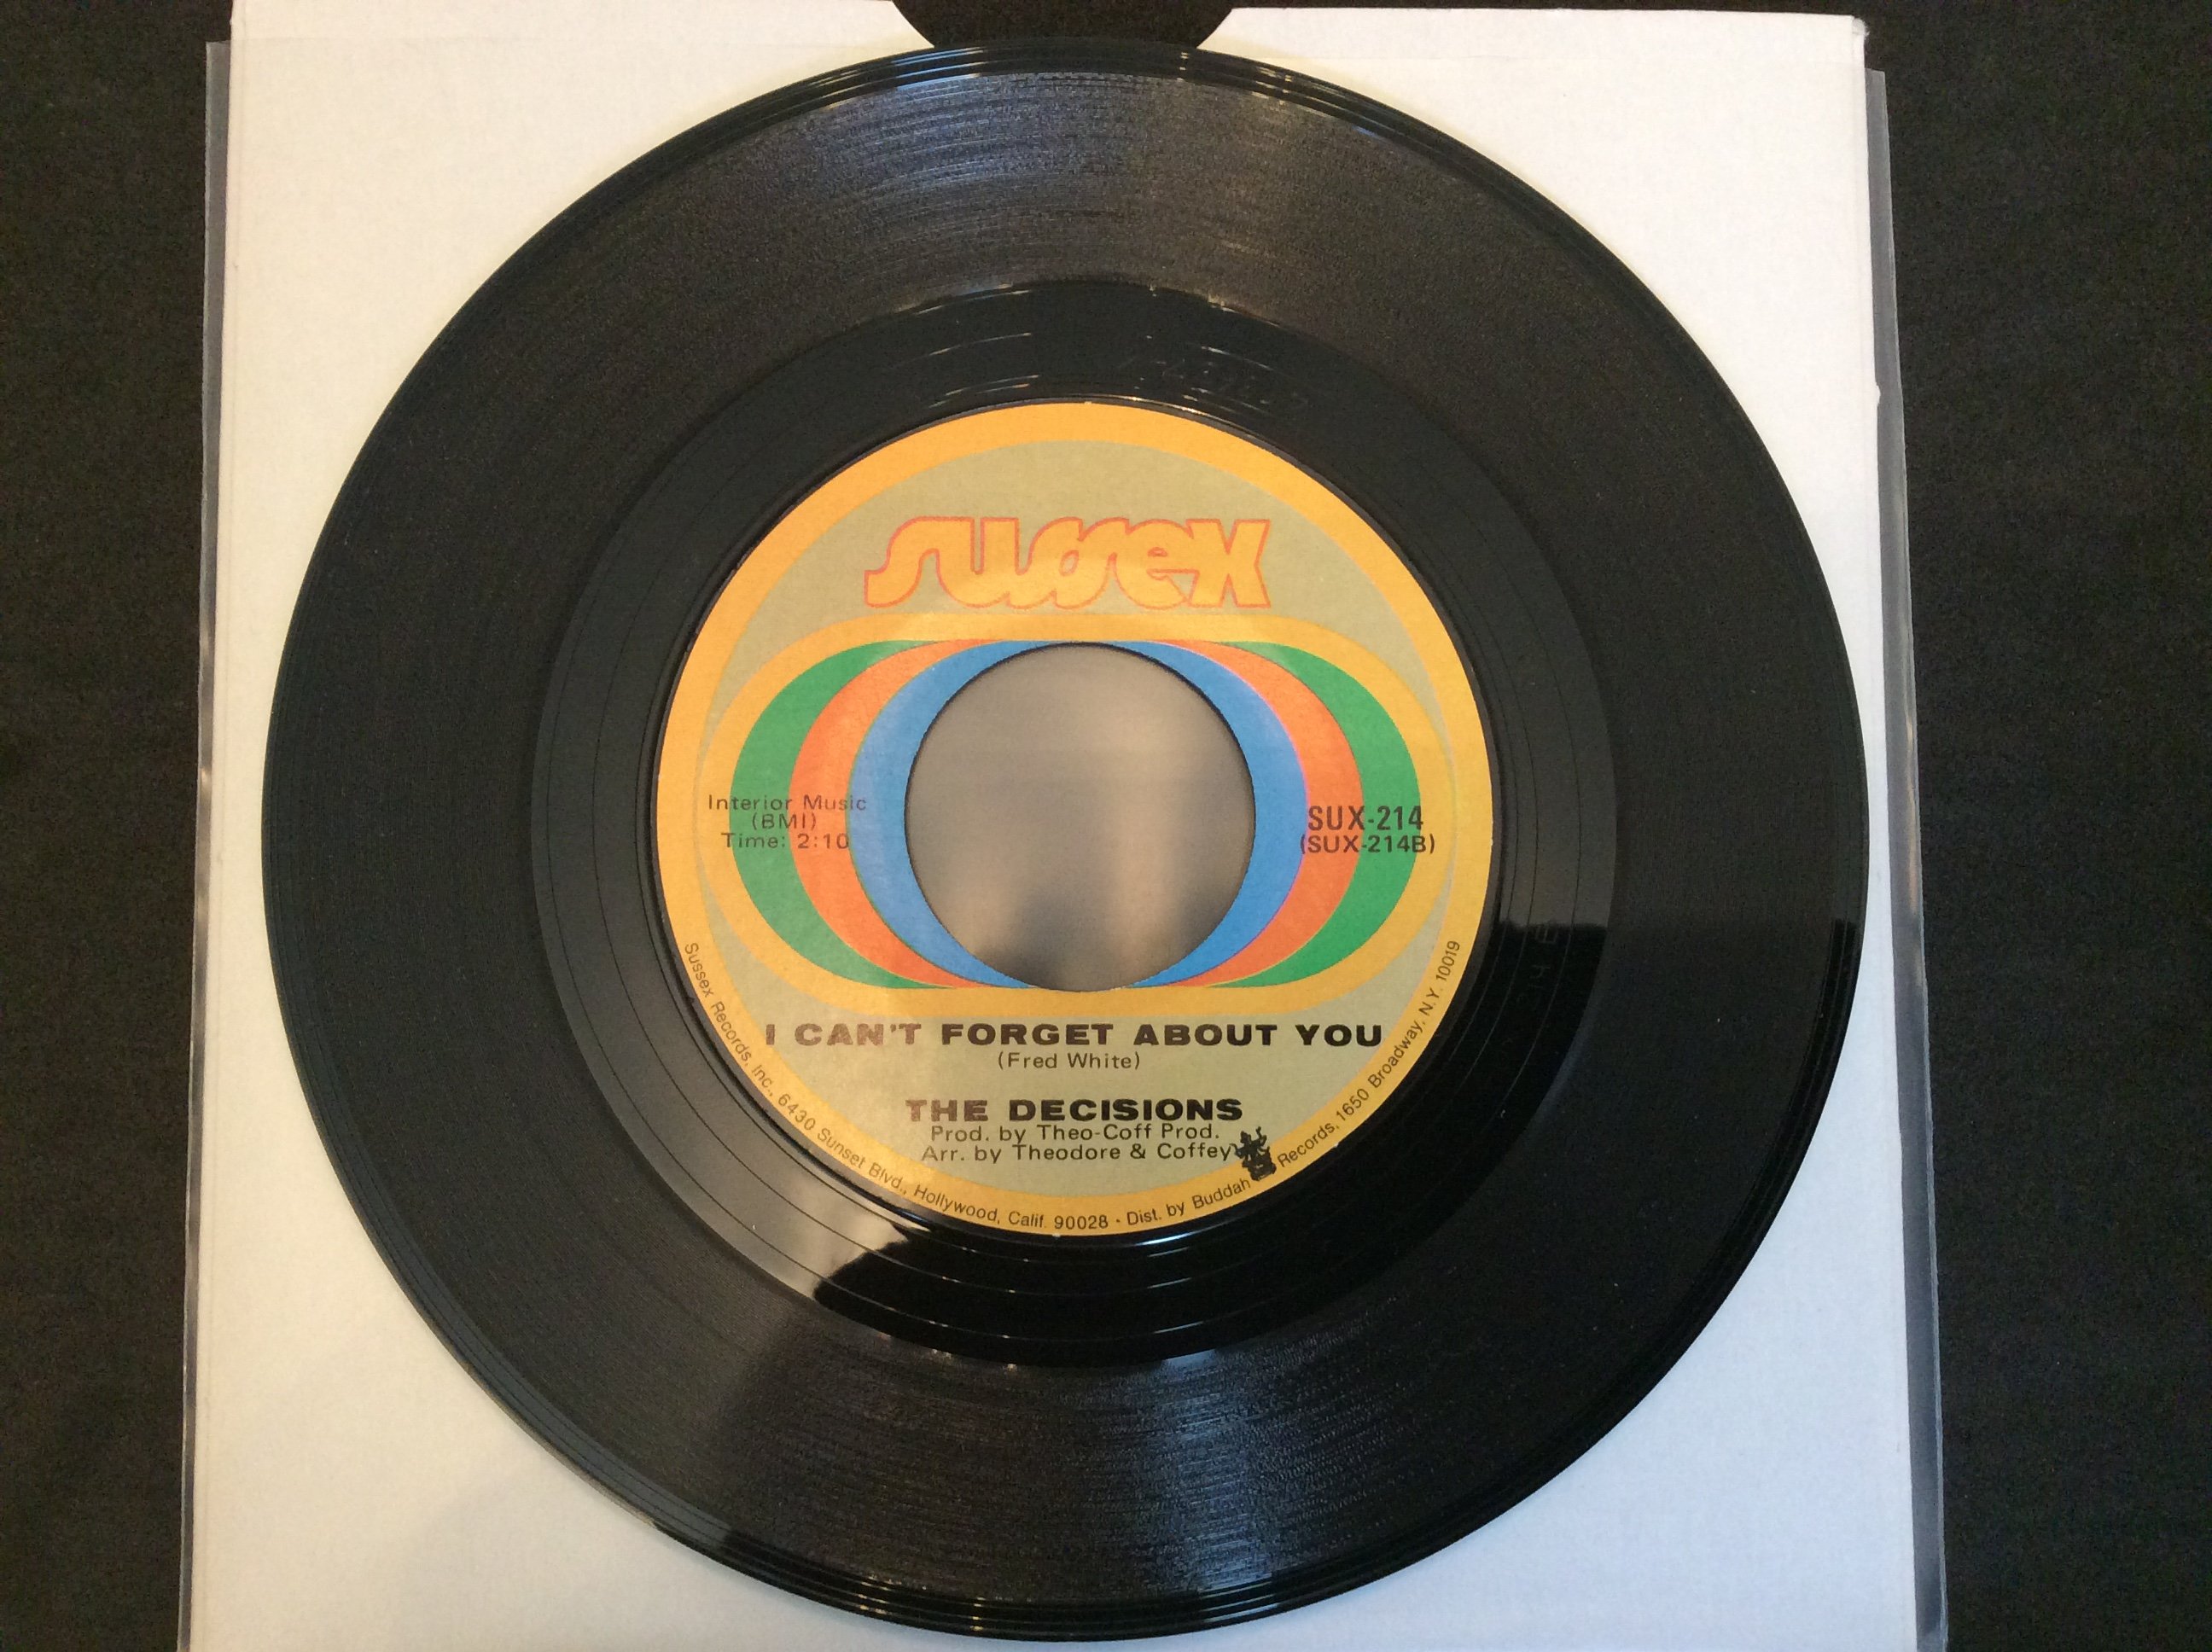 sussex
Interior Music
(BMI)
Time: 2:10
SUX-214
(SUX-214B)
I CAN'T FORGET ABOUT YOU
(Fred White)
THE DECISIONS
Prod. by Theo-Coff Prod.
Arr. by Theodore & Coffey
Sussex Records, Inc., 6430 Sunset Blvd., Hollywood, Calif. 90028 • Dist. by Buddah Records, 1650 Broadway, N.Y. 10019